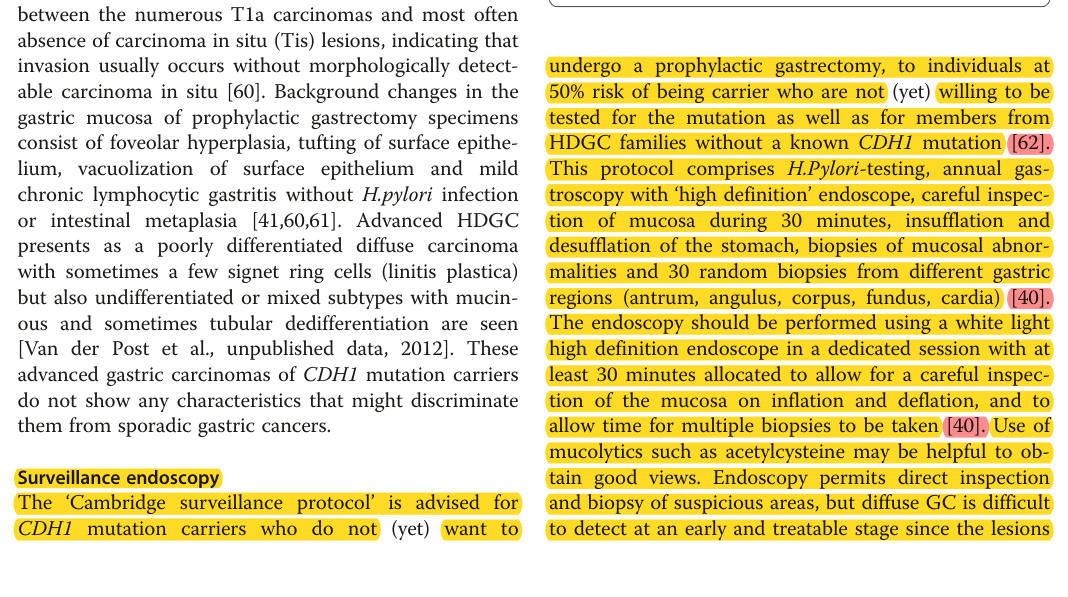 between the numerous T1a carcinomas and most often
absence of carcinoma in situ (Tis) lesions, indicating that
invasion usually occurs without morphologically detect-
able carcinoma in situ [60]. Background changes in the
gastric mucosa of prophylactic gastrectomy specimens
consist of foveolar hyperplasia, tufting of surface epithe-
lium, vacuolization of surface epithelium and mild
chronic lymphocytic gastritis without H.pylori infection
or intestinal metaplasia [41,60,61]. Advanced HDGC
presents as a poorly differentiated diffuse carcinoma
with sometimes a few signet ring cells (linitis plastica)
but also undifferentiated or mixed subtypes with mucin-
ous and sometimes tubular dedifferentiation are seen
[Van der Post et al., unpublished data, 2012]. These
advanced gastric carcinomas of CDH1 mutation carriers
do not show any characteristics that might discriminate
them from sporadic gastric cancers.
Surveillance endoscopy
The ‘Cambridge surveillance protocol’ is advised for
CDH1 mutation carriers who do not (yet) want to
undergo a prophylactic gastrectomy, to individuals at
50% risk of being carrier who are not (yet) willing to be
tested for the mutation as well as for members from
HDGC families without a known CDH1 mutation [62].
This protocol comprises H.Pylori-testing, annual gas-
troscopy with ‘high definition’ endoscope, careful inspec-
tion of mucosa during 30 minutes, insufflation and
desufflation of the stomach, biopsies of mucosal abnor-
malities and 30 random biopsies from different gastric
regions (antrum, angulus, corpus, fundus, cardia) [40].
The endoscopy should be performed using a white light
high definition endoscope in a dedicated session with at
least 30 minutes allocated to allow for a careful inspec-
tion of the mucosa on inflation and deflation, and to
allow time for multiple biopsies to be taken [40]. Use of
mucolytics such as acetylcysteine may be helpful to ob-
tain good views. Endoscopy permits direct inspection
and biopsy of suspicious areas, but diffuse GC is difficult
to detect at an early and treatable stage since the lesions